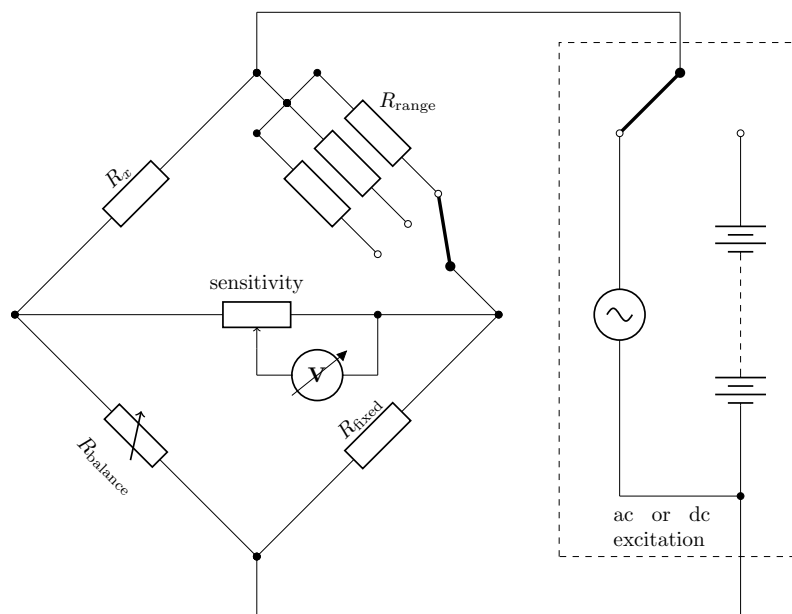 R_range
R_x
sensitivity
V
R_fixed
R_balance
ac or dc
excitation